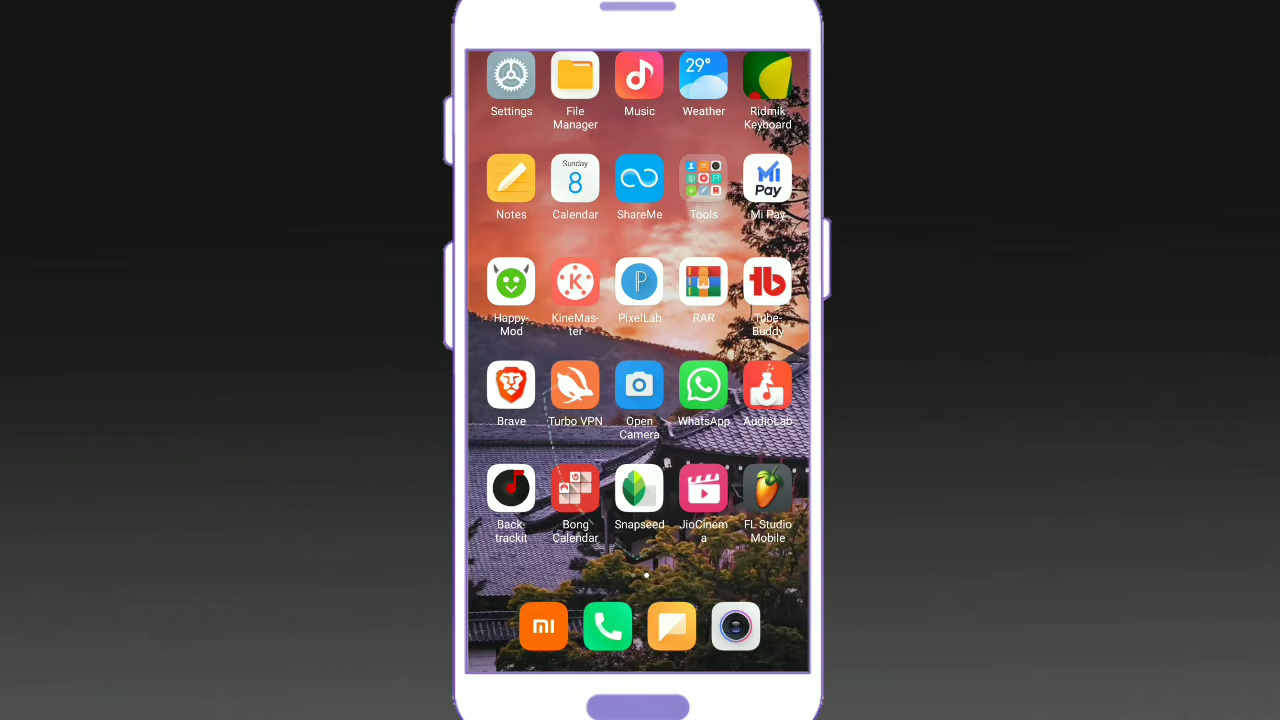 29°
Settings
File
Manager
Music
Weather
Ridmik
Keyboard
Sunday
8
Mi
Pay
Notes
Calendar
ShareMe
Tools
Mi Pay
K
P
tb
Happy-
Mod
KineMas-
ter
PixelLab
RAR
Tube-
Buddy
Brave
Turbo VPN
Open
Camera
WhatsApp
AudioLab
Back
trackit
Bong
Calendar
Snapseed
JioCinem
a
FL Studio
Mobile
mi